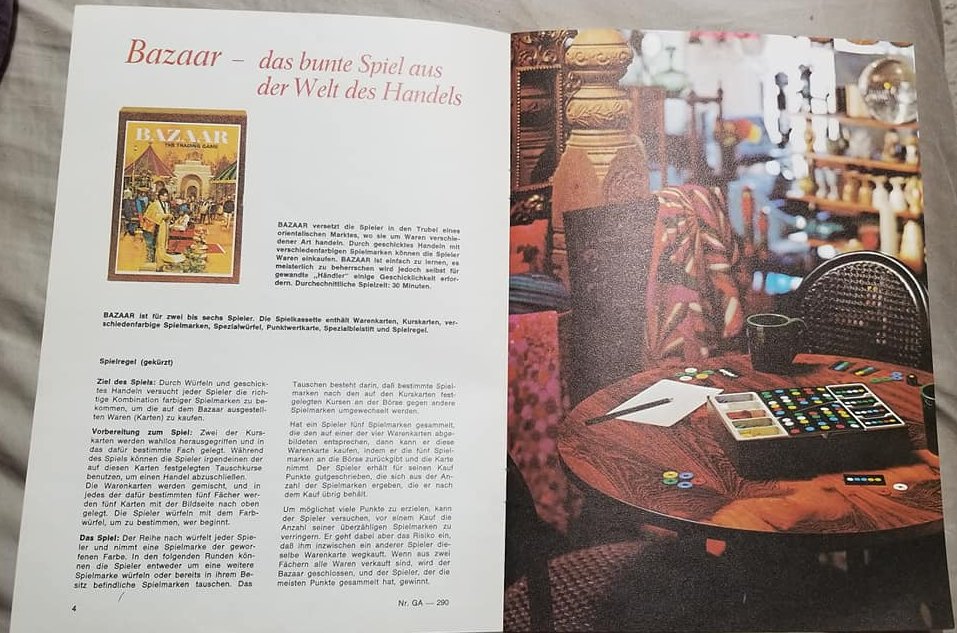 Bazaar – das bunte Spiel aus
der Welt des Handels
BAZAAR
THE TRADING GAME
BAZAAR versetzt die Spieler in den Trubel eines
orientalischen Marktes, wo sie um Waren verschie-
dener Art handeln. Durch geschicktes Handeln mit
verschiedenfarbigen Spielmarken können die Spieler
Waren einkaufen. BAZAAR ist einfach zu lernen, es
meisterlich zu beherrschen wird jedoch selbst für
gewandte „Händler" einige Geschicklichkeit erfor-
dern. Durchschnittliche Spielzeit: 30 Minuten.
BAZAAR ist für zwei bis sechs Spieler. Die Spielkassette enthält Warenkarten, Kurskarten, ver-
schiedenfarbige Spielmarken, Spezialwürfel, Punktwertkarte, Spezialbleistift und Spielregel.
Spielregel (gekürzt)
Ziel des Spiels: Durch Würfeln und geschick-
tes Handeln versucht jeder Spieler die rich-
tige Kombination farbiger Spielmarken zu be-
kommen, um die auf dem Bazaar ausgestell-
ten Waren (Karten) zu kaufen.
Vorbereitung zum Spiel: Zwei der Kurs-
karten werden wahllos herausgegriffen und in
das dafür bestimmte Fach gelegt. Während
des Spiels können die Spieler irgendeinen der
auf diesen Karten festgelegten Tauschkurse
benutzen, um einen Handel abzuschließen.
Die Warenkarten werden gemischt, und in
jedes der dafür bestimmten fünf Fächer wer-
den fünf Karten mit der Bildseite nach oben
gelegt. Die Spieler würfeln mit dem Farb-
würfel, um zu bestimmen, wer beginnt.
Das Spiel: Der Reihe nach würfelt jeder Spie-
ler und nimmt eine Spielmarke der gewor-
fenen Farbe. In den folgenden Runden kön-
nen die Spieler entweder um eine weitere
Spielmarke würfeln oder bereits in ihrem Be-
sitz befindliche Spielmarken tauschen. Das
Tauschen besteht darin, daß bestimmte Spiel-
marken nach den auf den Kurskarten fest-
gelegten Kursen an der Börse gegen andere
Spielmarken umgewechselt werden.
Hat ein Spieler fünf Spielmarken gesammelt,
die den auf einer der vier Warenkarten abge-
bildeten entsprechen, dann kann er diese
Warenkarte kaufen, indem er die fünf Spiel-
marken an die Börse zurückgibt und die Karte
nimmt. Der Spieler erhält für seinen Kauf
Punkte gutgeschrieben, die sich aus der An-
zahl der Spielmarken ergeben, die er nach
dem Kauf übrig behält.
Um möglichst viele Punkte zu erzielen, kann
der Spieler versuchen, vor einem Kauf die
Anzahl seiner überzähligen Spielmarken zu
verringern. Er geht dabei aber das Risiko ein,
daß ihm inzwischen ein anderer Spieler die-
selbe Warenkarte wegkauft. Wenn aus zwei
Fächern alle Waren verkauft sind, wird der
Bazaar geschlossen, und der Spieler, der die
meisten Punkte gesammelt hat, gewinnt.
4
Nr. GA — 290